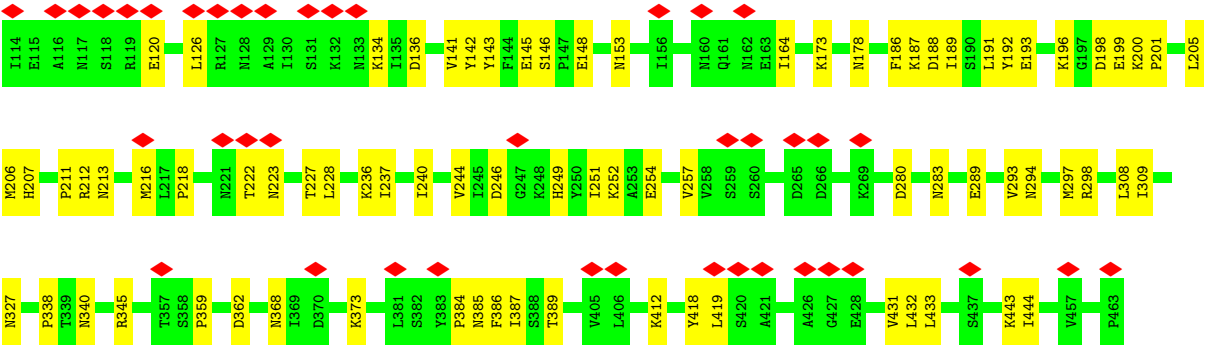 I114 E115 A116 N117 S118 R119 E120 L126 R127 N128 A129 I130 S131 K132 N133 K134 I135 D136 V141 Y142 Y143 F144 E145 S146 P147 E148 N153 I156 N160 Q161 N162 E163 I164 K173 N178 F186 K187 D188 I189 S190 L191 Y192 E193 K196 G197 D198 E199 K200 P201 L205
M206 H207 P211 R212 N213 M216 L217 P218 N221 T222 N223 T227 L228 K236 I237 I240 V244 I245 D246 G247 K248 H249 Y250 I251 K252 A253 E254 V257 V258 S259 S260 D265 D266 K269 D280 N283 E289 V293 N294 M297 R298 L308 I309
N327 P338 T339 N340 R345 T357 S358 P359 D362 N368 I369 D370 K373 L381 S382 Y383 P384 N385 F386 I387 S388 T389 V405 L406 K412 Y418 L419 S420 A421 A426 G427 E428 V431 L432 L433 S437 K443 I444 V457 P463